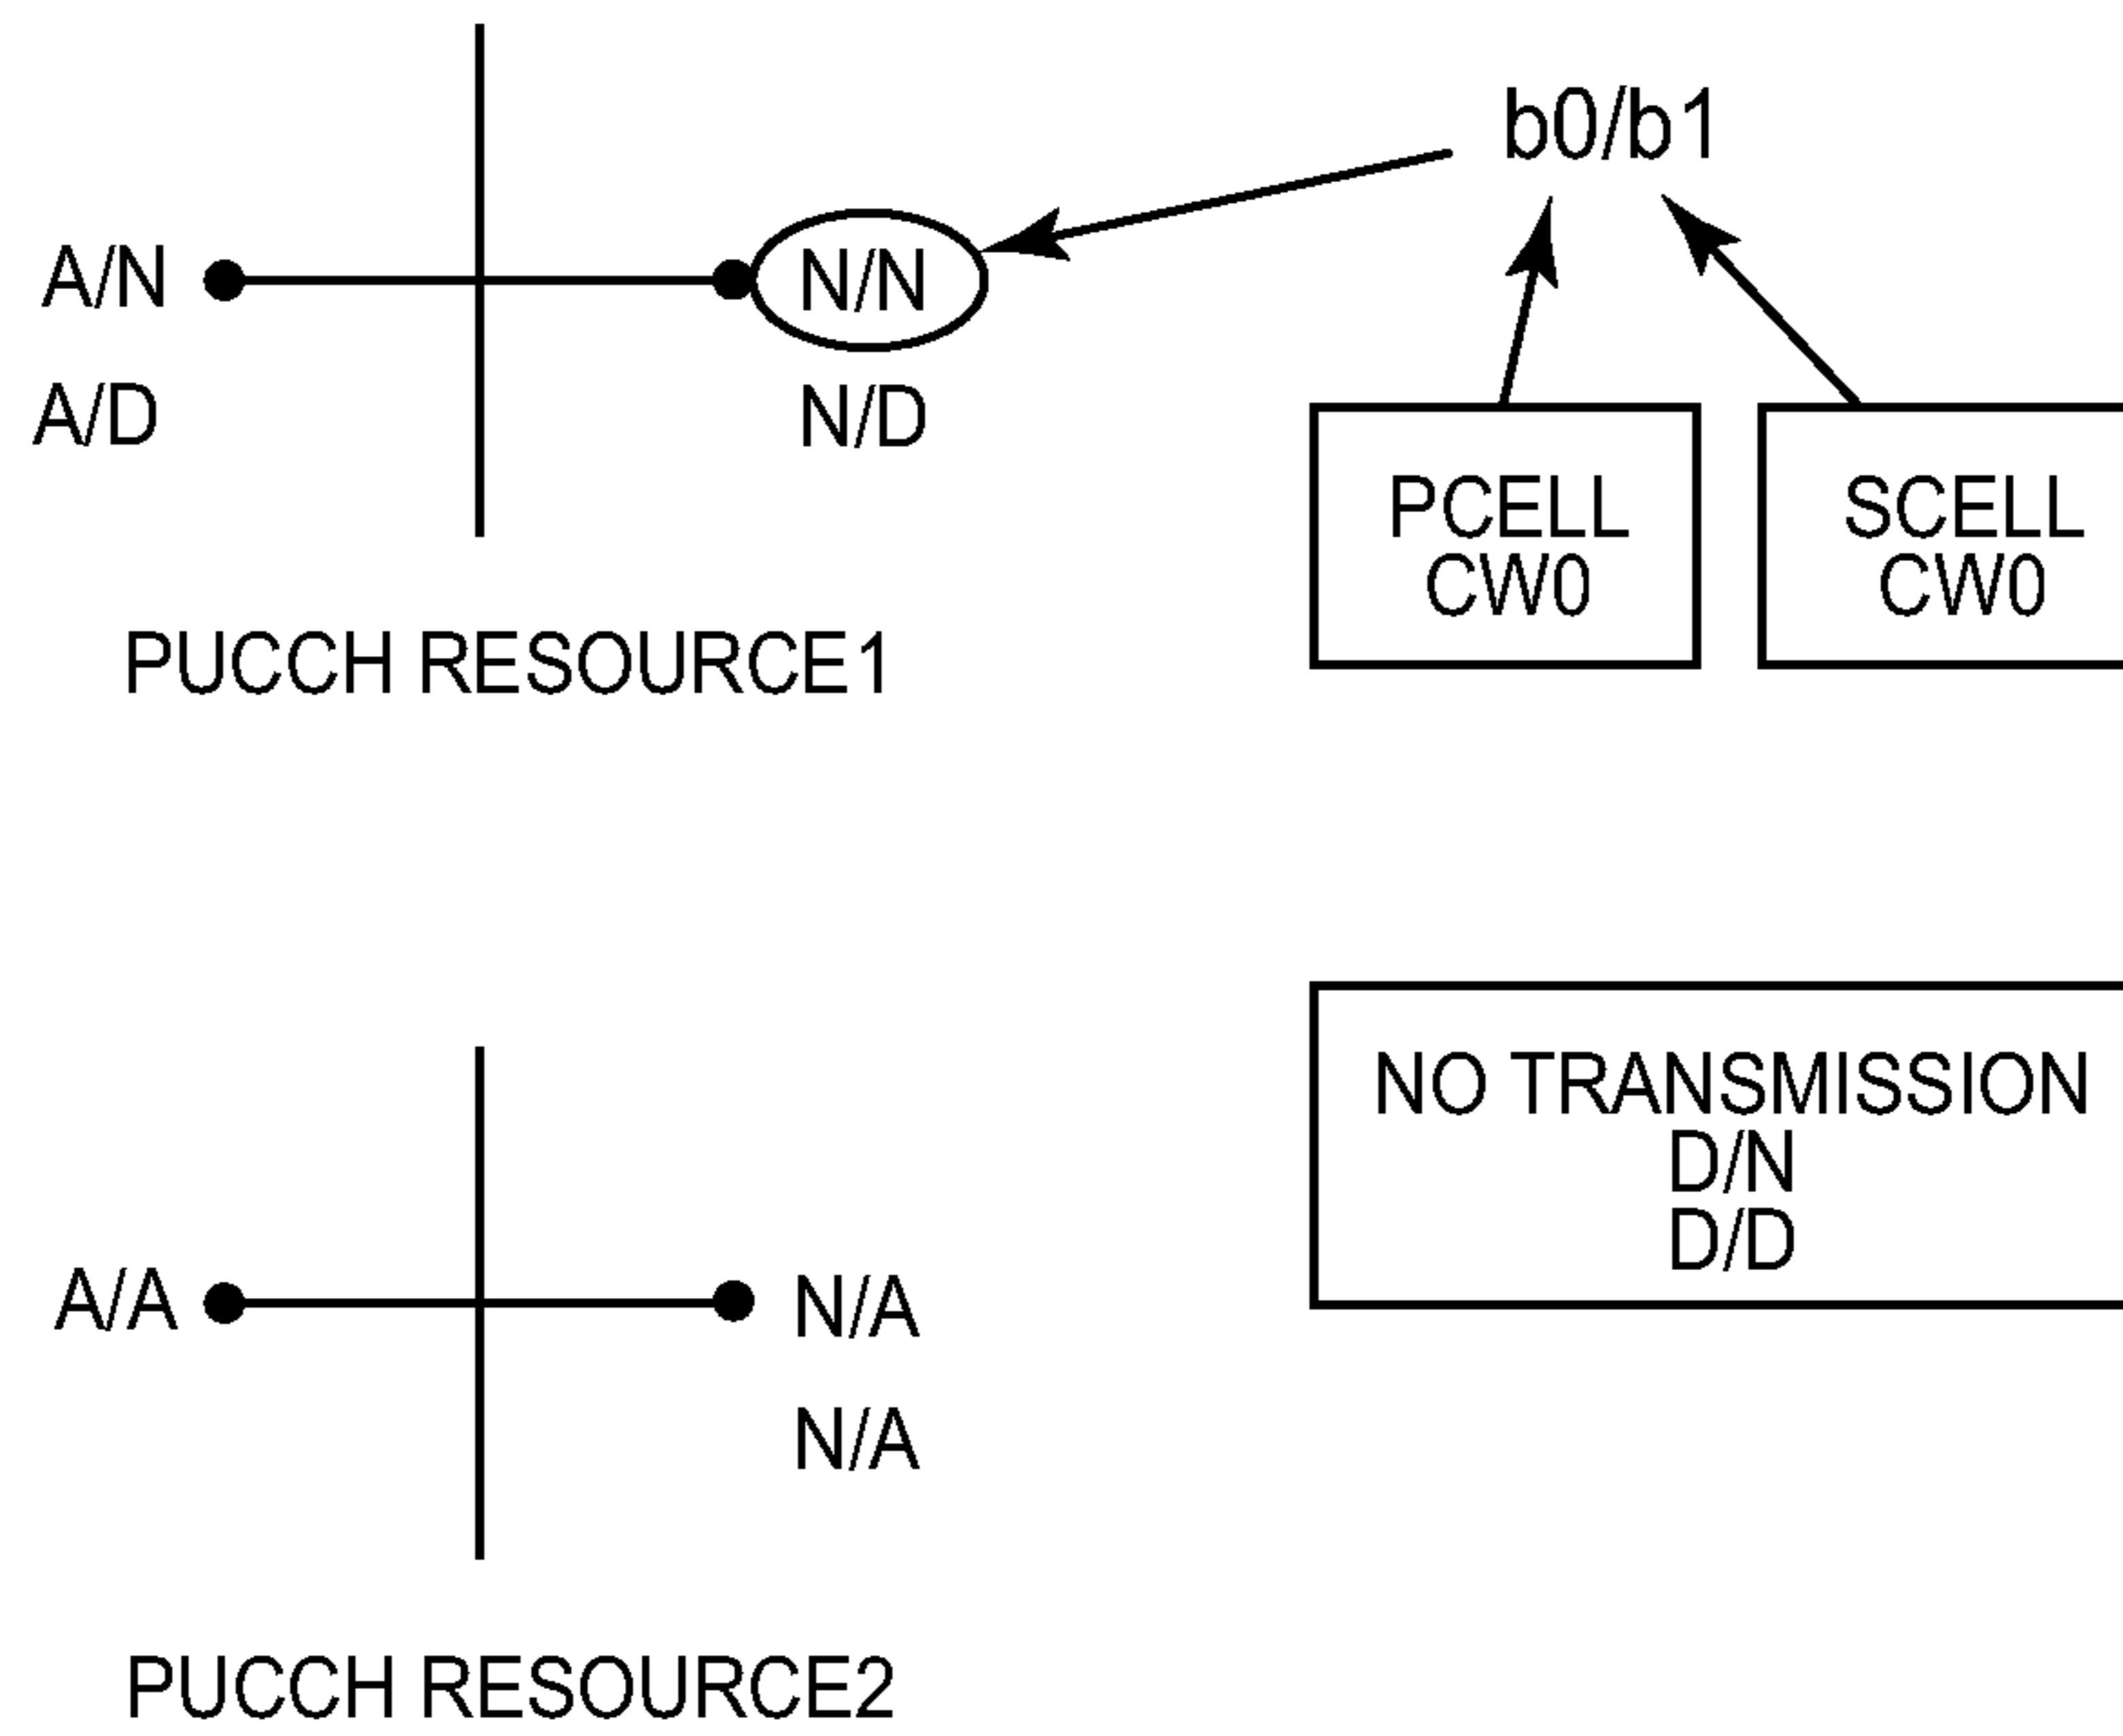 b0/b1
A/N
N/N
A/D
N/D
PCELL
CW0
SCELL
CW0
PUCCH RESOURCE1
NO TRANSMISSION
D/N
D/D
A/A
N/A
N/A
PUCCH RESOURCE2